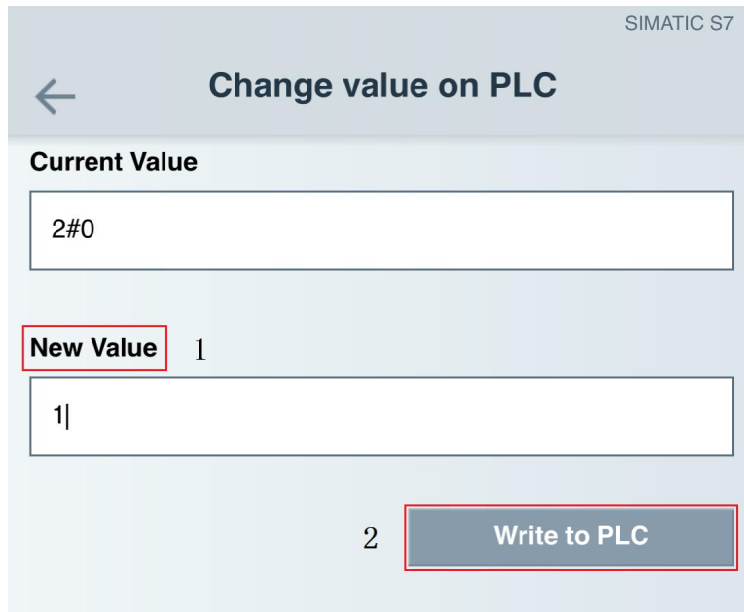 SIMATIC S7
Change value on PLC
Current Value
2#0
New Value 1
1
2 Write to PLC